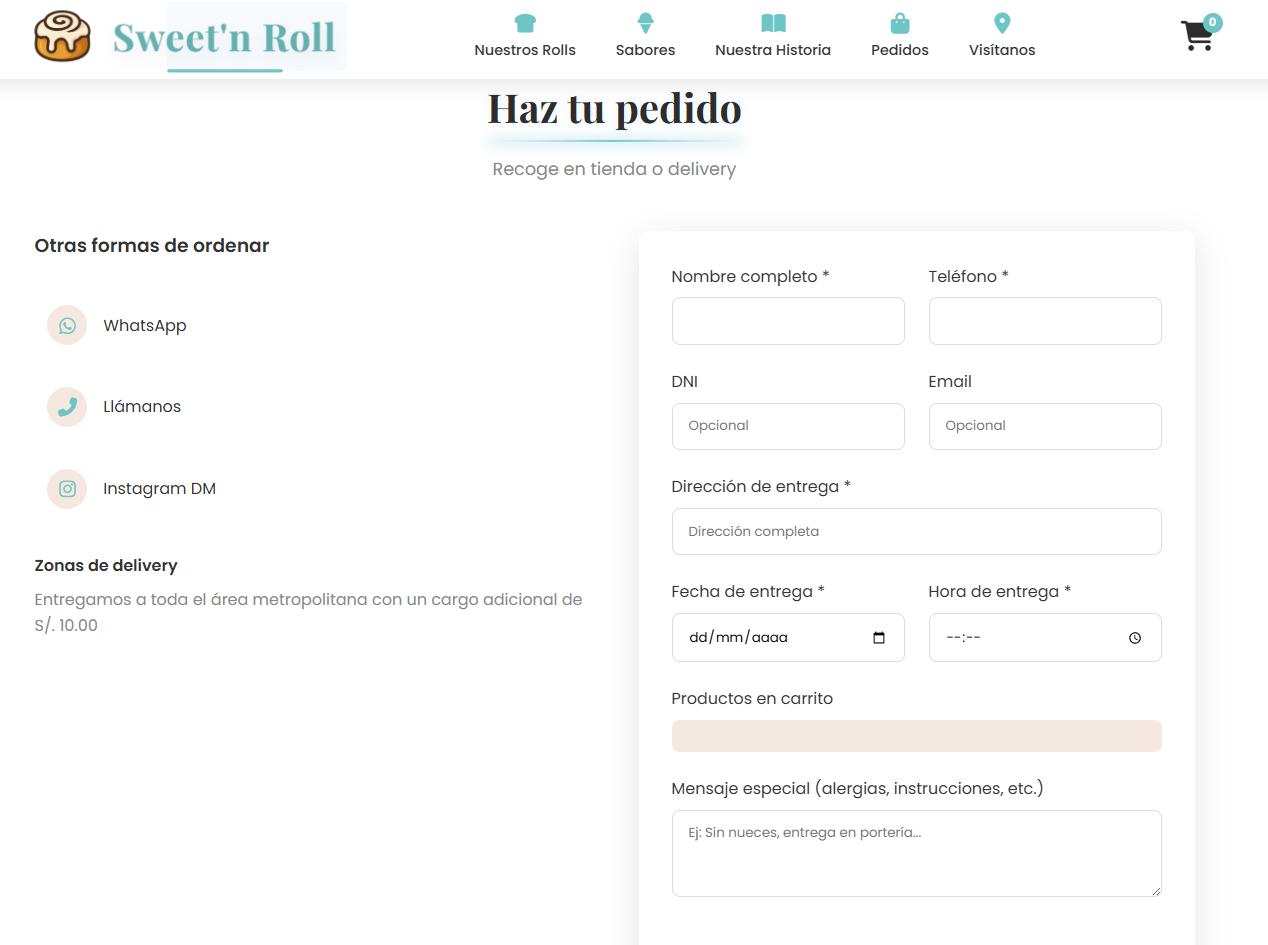 Sweet'n Roll
Nuestros Rolls
Sabores
Nuestra Historia
Pedidos
Visítanos
0
Haz tu pedido
Recoge en tienda o delivery
Otras formas de ordenar
WhatsApp
Llámanos
Instagram DM
Zonas de delivery
Entregamos a toda el área metropolitana con un cargo adicional de
S/. 10.00
Nombre completo *
Teléfono *
DNI
Email
Opcional
Opcional
Dirección de entrega *
Dirección completa
Fecha de entrega *
Hora de entrega *
dd/mm/aaaa
--:--
Productos en carrito
Mensaje especial (alergias, instrucciones, etc.)
Ej: Sin nueces, entrega en portería...